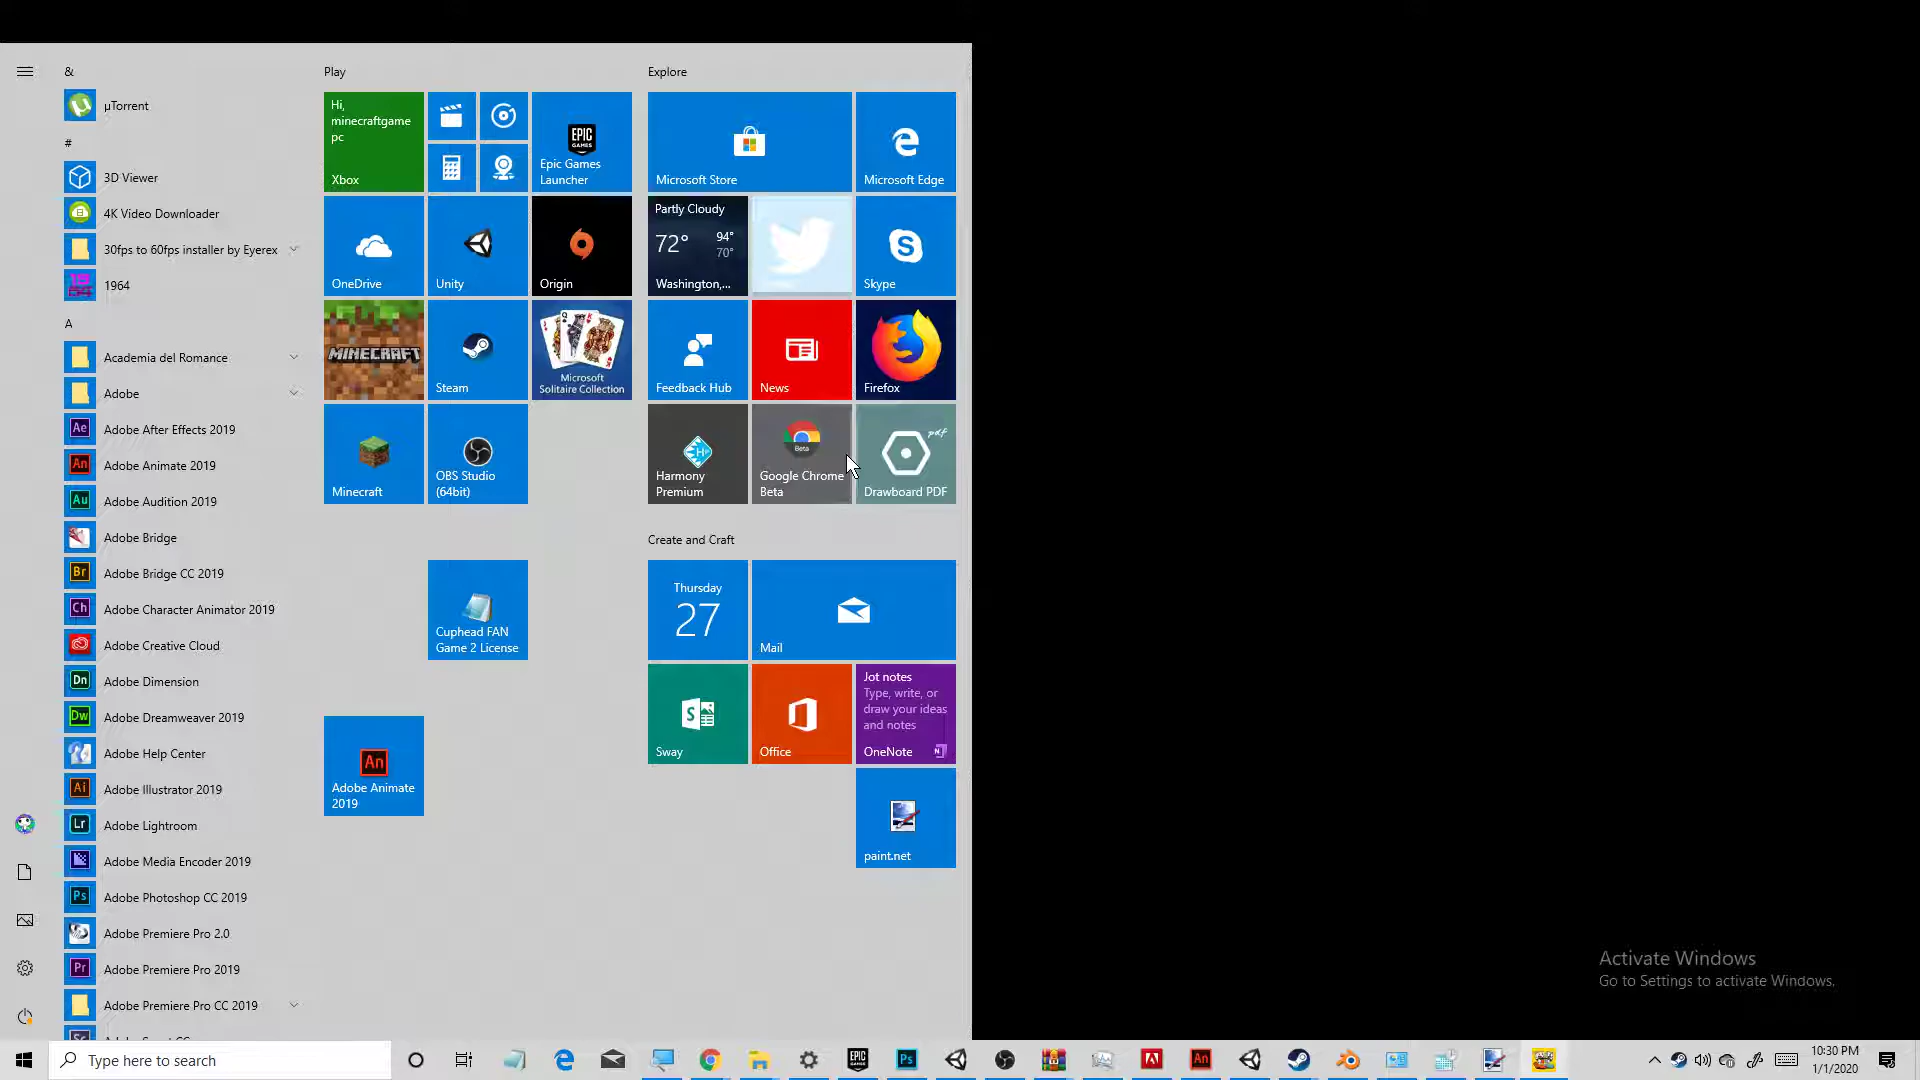 &
µTorrent
#
3D Viewer
4K Video Downloader
30fps to 60fps installer by Eyerex
1964
A
Academia del Romance
Adobe
Adobe After Effects 2019
Adobe Animate 2019
Adobe Audition 2019
Adobe Bridge
Adobe Bridge CC 2019
Adobe Character Animator 2019
Adobe Creative Cloud
Adobe Dimension
Adobe Dreamweaver 2019
Adobe Help Center
Adobe Illustrator 2019
Adobe Lightroom
Adobe Media Encoder 2019
Adobe Photoshop CC 2019
Adobe Premiere Pro 2.0
Adobe Premiere Pro 2019
Adobe Premiere Pro CC 2019
Play
Hi,
minecraftgame
pc
Xbox
EPIC
GAMES
Epic Games
Launcher
OneDrive
Unity
Origin
MINECRAFT
Steam
Microsoft
Solitaire Collection
Minecraft
OBS Studio
(64bit)
Cuphead FAN
Game 2 License
An
Adobe Animate
2019
Explore
Microsoft Store
Microsoft Edge
Partly Cloudy
72° 94°
70°
Washington,...
Skype
Feedback Hub
News
Firefox
Harmony
Premium
Beta
Google Chrome
Beta
pdf
Drawboard PDF
Create and Craft
Thursday
27
Mail
Sway
Office
Jot notes
Type, write, or
draw your ideas
and notes
OneNote
paint.net
Activate Windows
Go to Settings to activate Windows.
Type here to search
10:30 PM
1/1/2020